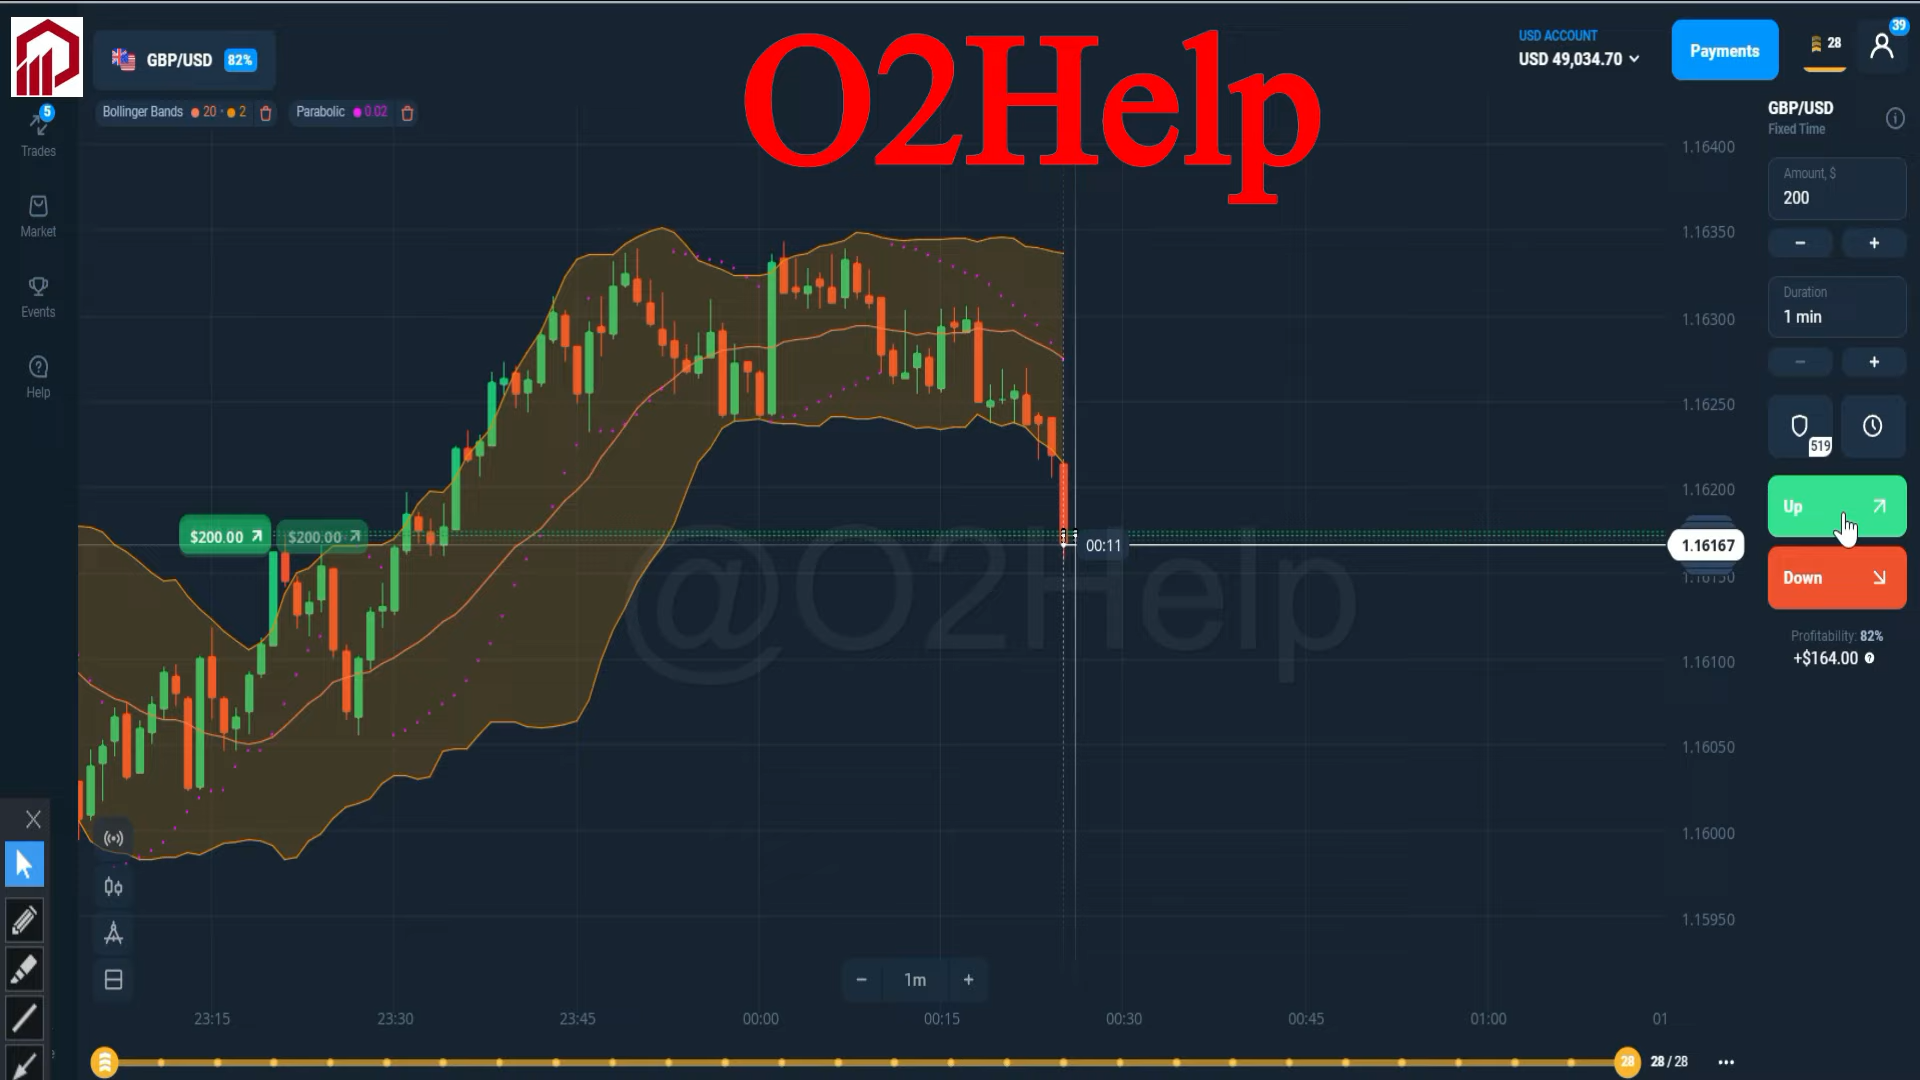 O2Help
GBP/USD 82%
USD ACCOUNT
USD 49,034.70
Payments
28
39
Bollinger Bands 20 · 2
Parabolic 0.02
5
Trades
Market
Events
Help
GBP/USD
Fixed Time
Amount, $
200
− +
Duration
1 min
− +
519
Up
Down
Profitability: 82%
+$164.00
1.16400
1.16350
1.16300
1.16250
1.16200
1.16167
1.16150
1.16100
1.16050
1.16000
1.15950
$200.00
$200.00
00:11
@O2Help
− 1m +
23:15
23:30
23:45
00:00
00:15
00:30
00:45
01:00
01
28
28 / 28